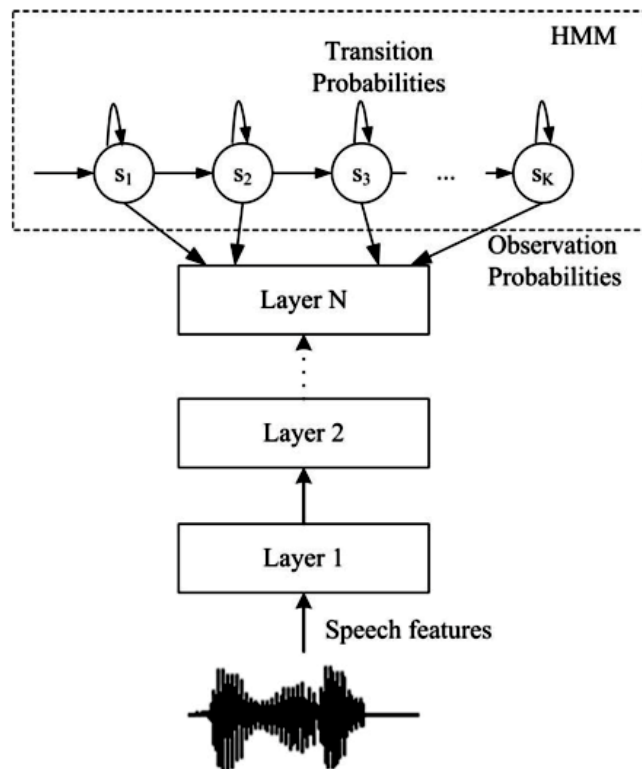 HMM
Transition
Probabilities
s1 s2 s3 ... sK
Observation
Probabilities
Layer N
Layer 2
Layer 1
Speech features